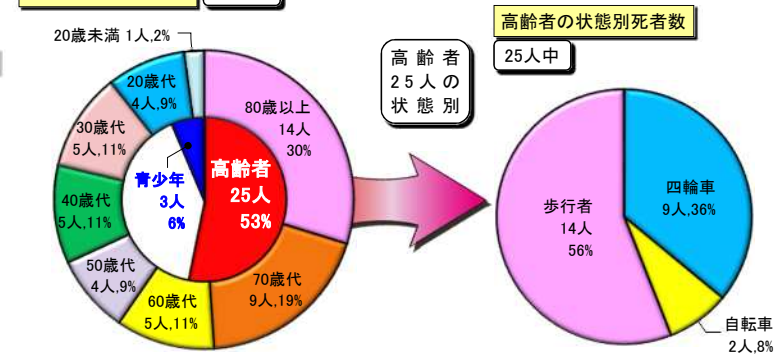 高齢者の状態別死者数
25人中
高齢者
25人の
状態別
20歳未満 1人,2%
20歳代
4人,9%
30歳代
5人,11%
40歳代
5人,11%
50歳代
4人,9%
60歳代
5人,11%
70歳代
9人,19%
80歳以上
14人
30%
青少年
3人
6%
高齢者
25人
53%
四輪車
9人,36%
歩行者
14人
56%
自転車
2人,8%